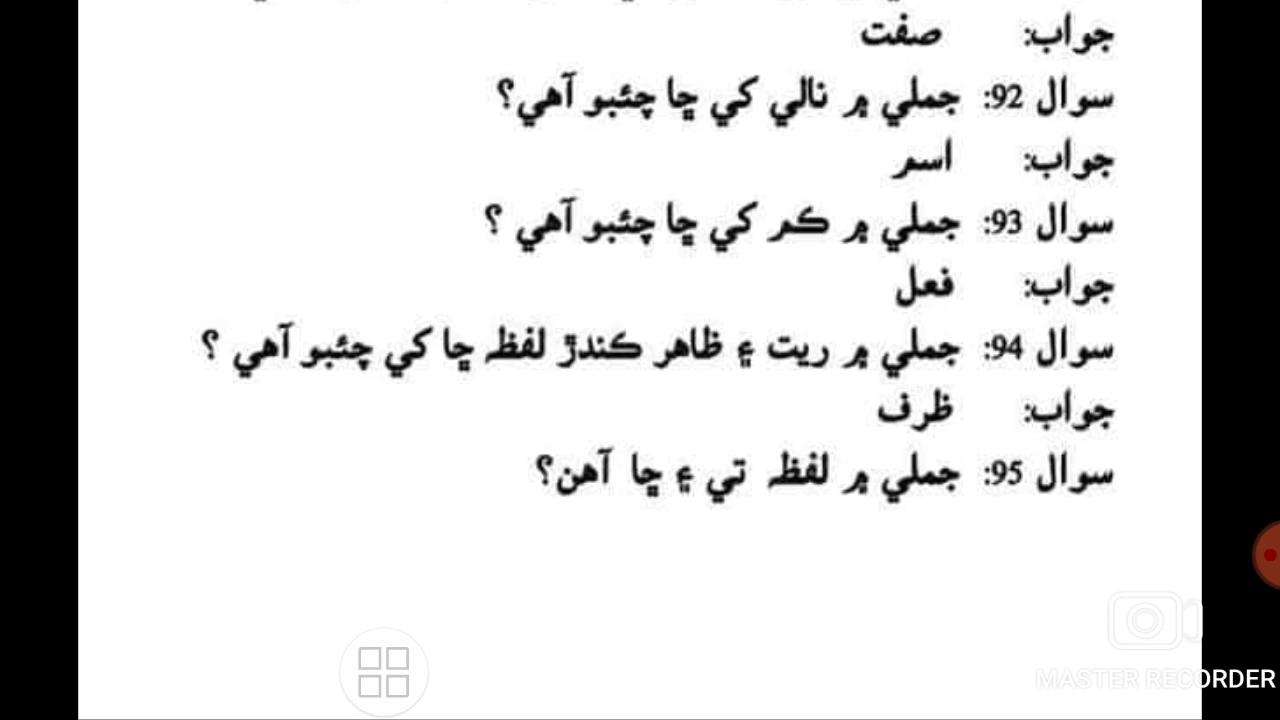 جواب: صفت
سوال 92: جملي ۾ نالي کي ڇا چئبو آهي؟
جواب: اسم
سوال 93: جملي ۾ ڪم کي ڇا چئبو آهي ؟
جواب: فعل
سوال 94: جملي ۾ ريت ۽ ظاهر ڪندڙ لفظ ڇا کي چئبو آهي ؟
جواب: ظرف
سوال 95: جملي ۾ لفظ تي ۽ ڇا آهن؟
MASTER RECORDER